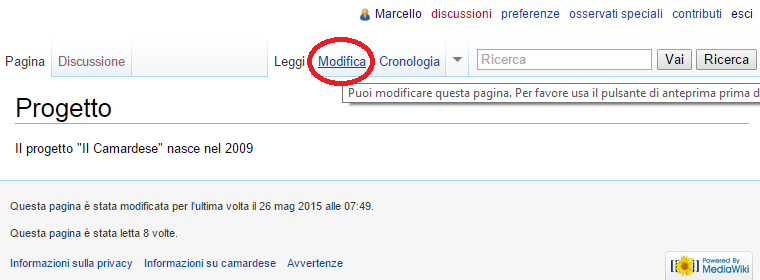 Marcello discussioni preferenze osservati speciali contributi esci
Pagina Discussione Leggi Modifica Cronologia Ricerca Vai Ricerca
Puoi modificare questa pagina. Per favore usa il pulsante di anteprima prima d
Progetto
Il progetto "Il Camardese" nasce nel 2009
Questa pagina è stata modificata per l'ultima volta il 26 mag 2015 alle 07:49.
Questa pagina è stata letta 8 volte.
Informazioni sulla privacy Informazioni su camardese Avvertenze
Powered By
MediaWiki